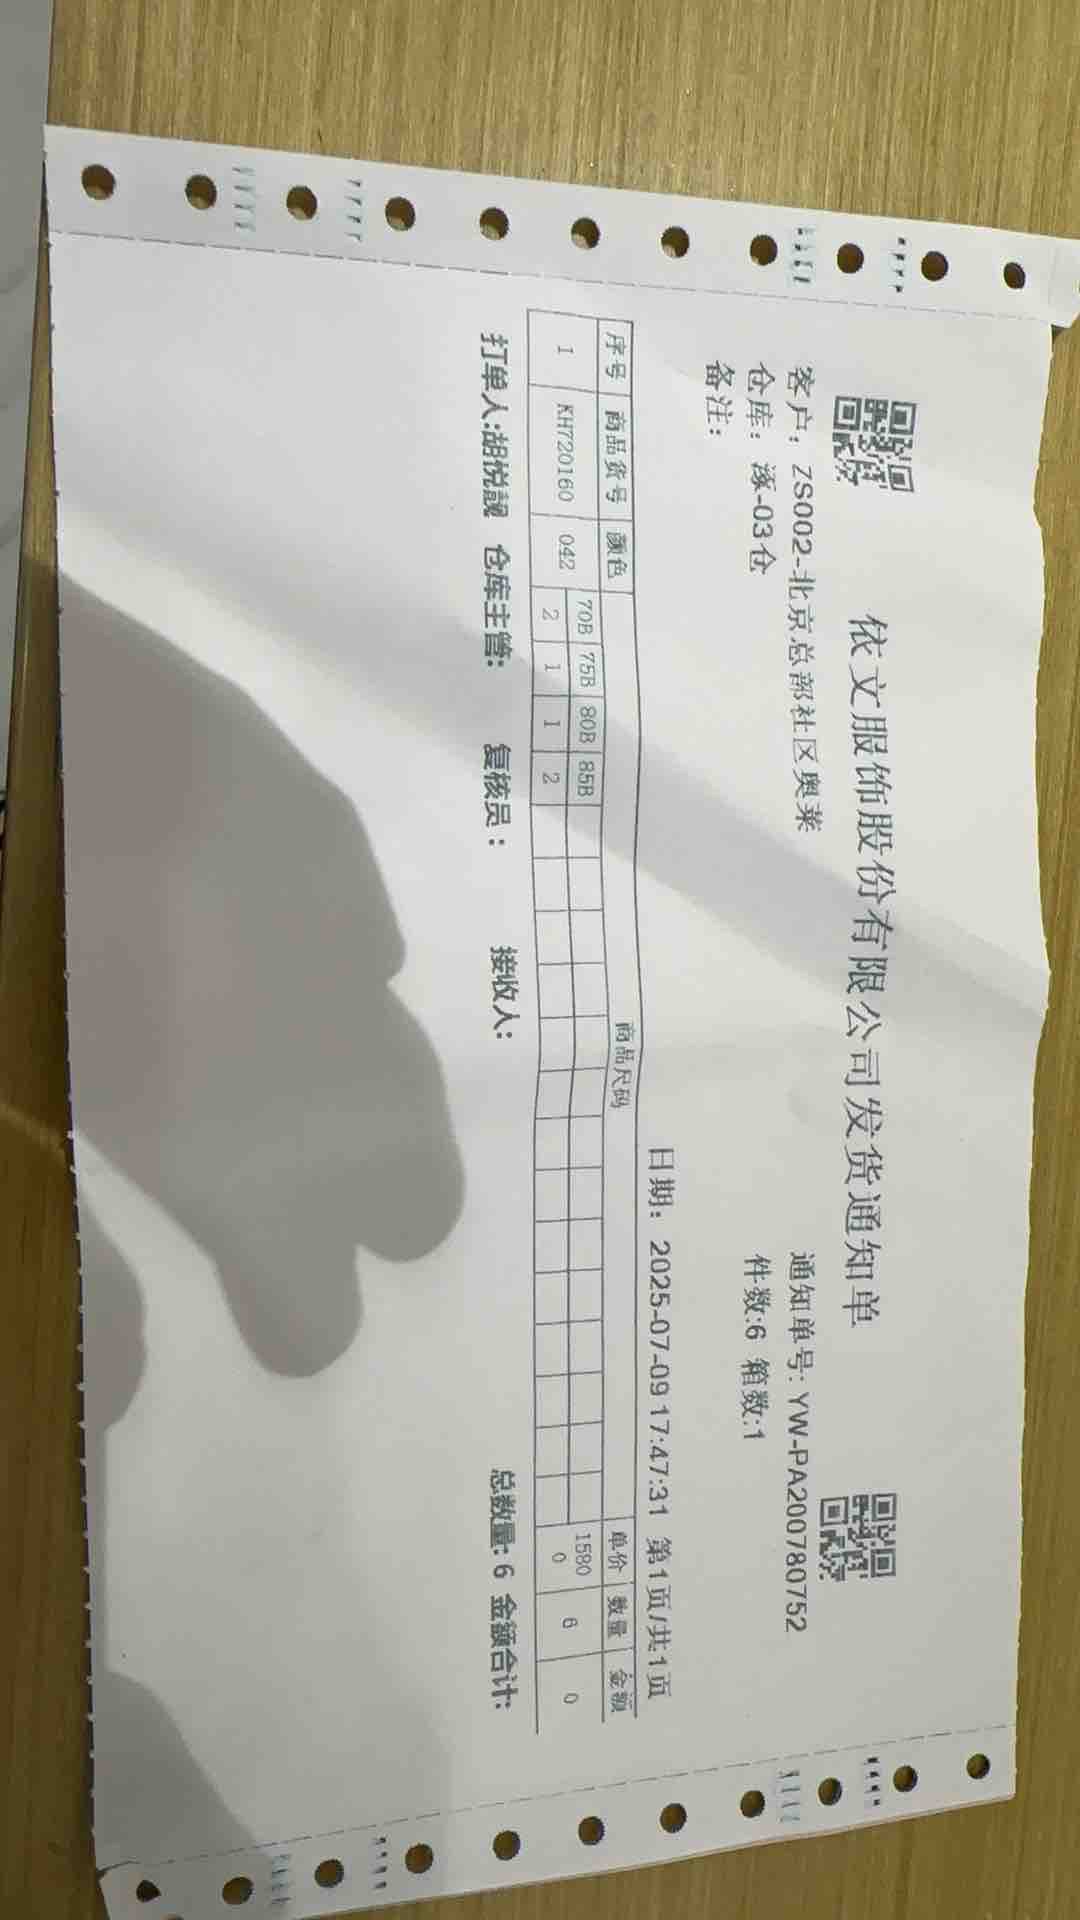 依文服饰股份有限公司发货通知单
客户：ZS002-北京总部社区奥莱 通知单号:YW-PA200780752
仓库：涿-03仓 件数:6 箱数:1
备注：
日期：2025-07-09 17:47:31 第1页/共1页
序号 商品货号 颜色 商品尺码 单价 数量 金额
70B 75B 80B 85B
1 KH720160 042 2 1 1 2 15800 6 0
打单人:胡悦靓 仓库主管: 复核员： 接收人: 总数量:6 金额合计: